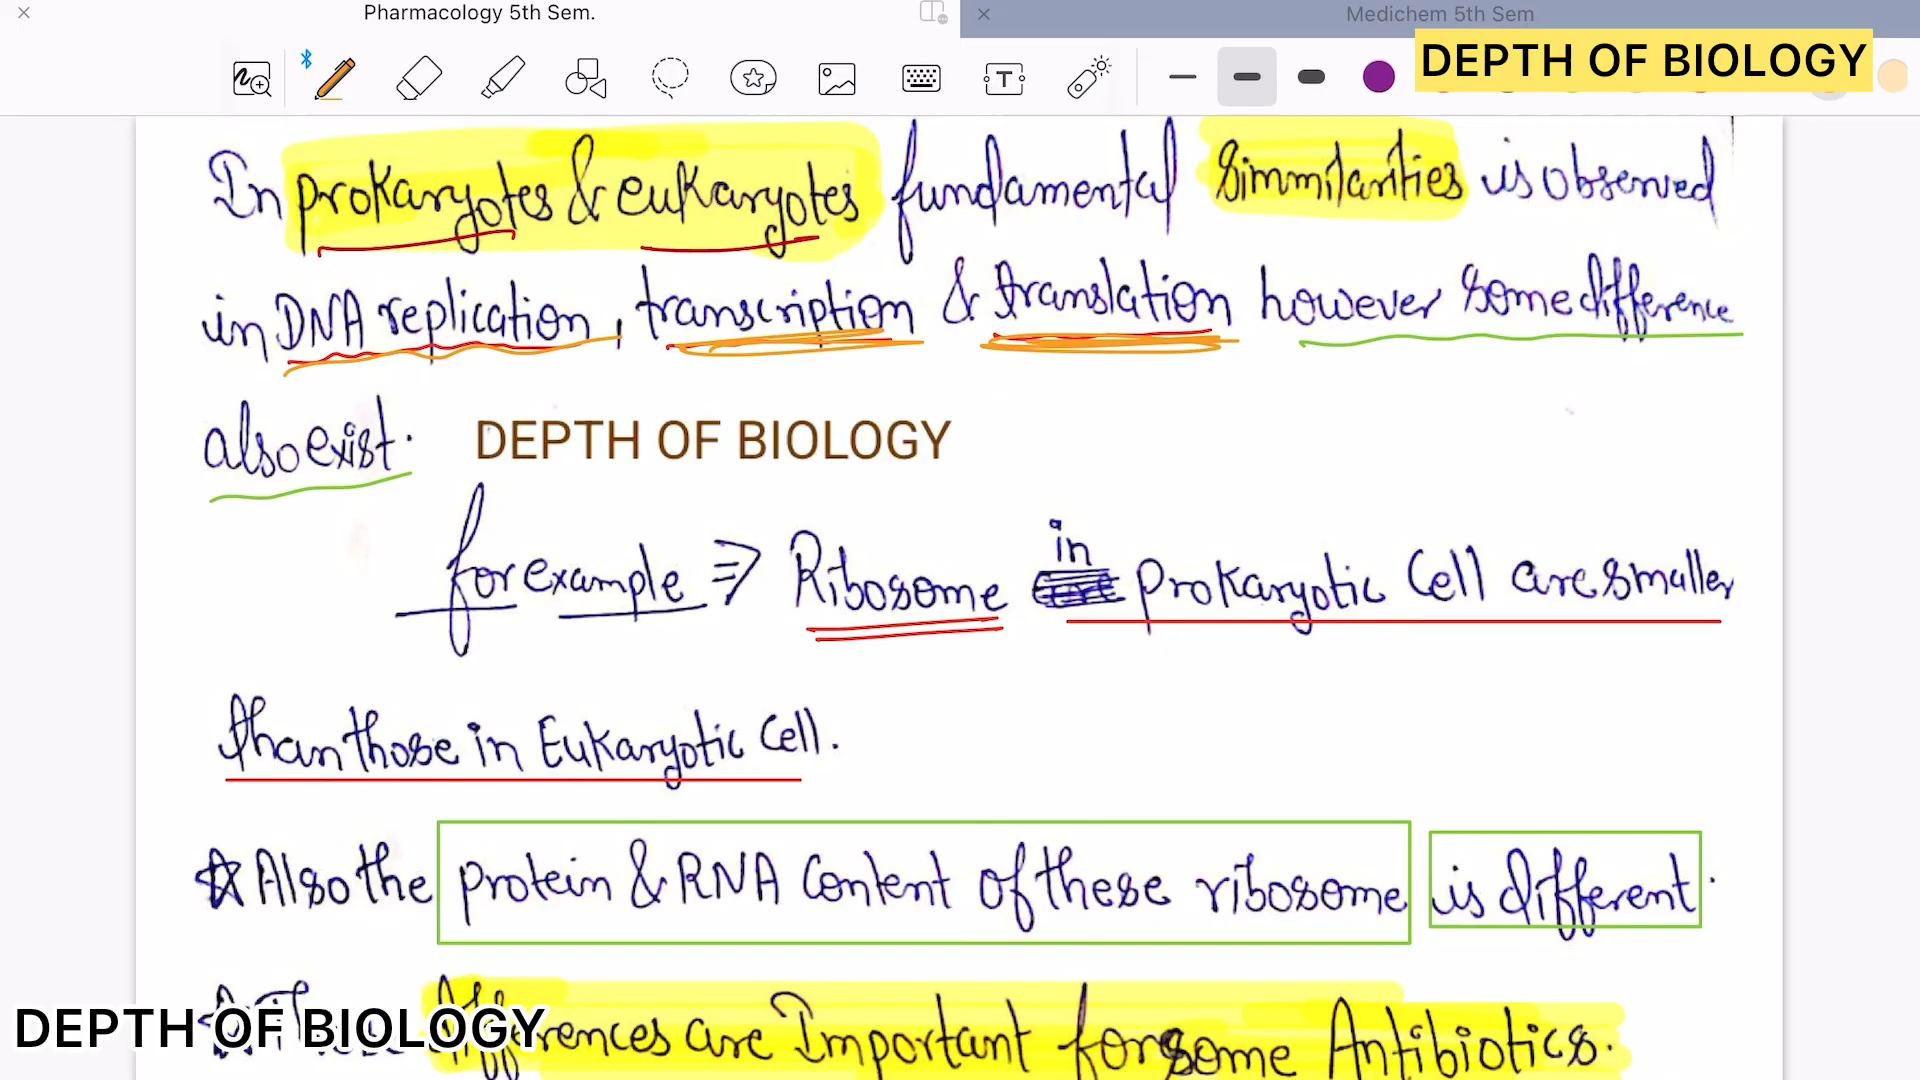 Pharmacology 5th Sem.
Medichem 5th Sem
DEPTH OF BIOLOGY
In prokaryotes & eukaryotes fundamental Simmilarities is observed
in DNA replication, transcription & translation however some difference
also exist.
DEPTH OF BIOLOGY
for example ⇒ Ribosome in prokaryotic Cell are smaller
than those in Eukaryotic Cell.
☆ Also the protein & RNA Content of these ribosome is different.
differences are Important for some Antibiotics.
DEPTH OF BIOLOGY